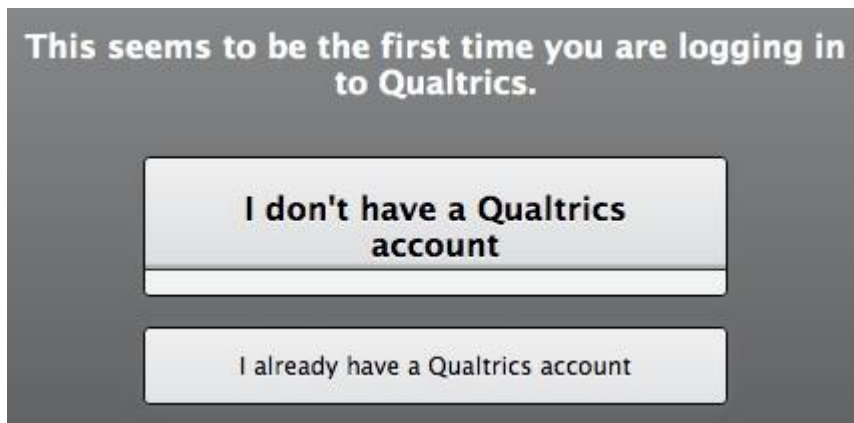 This seems to be the first time you are logging in
to Qualtrics.
I don't have a Qualtrics
account
I already have a Qualtrics account